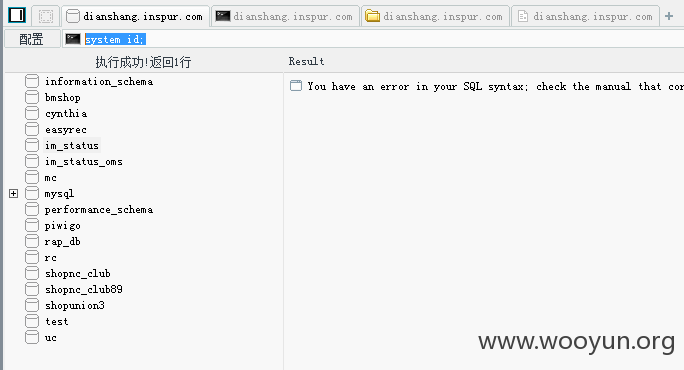 dianshang.inspur.com dianshang.inspur.com dianshang.inspur.com dianshang.inspur.com +
配置 system id;
执行成功!返回1行 Result
You have an error in your SQL syntax; check the manual that cor
information_schema
bmshop
cynthia
easyrec
im_status
im_status_oms
mc
mysql
performance_schema
piwigo
rap_db
rc
shopnc_club
shopnc_club89
shopunion3
test
uc
www.wooyun.org